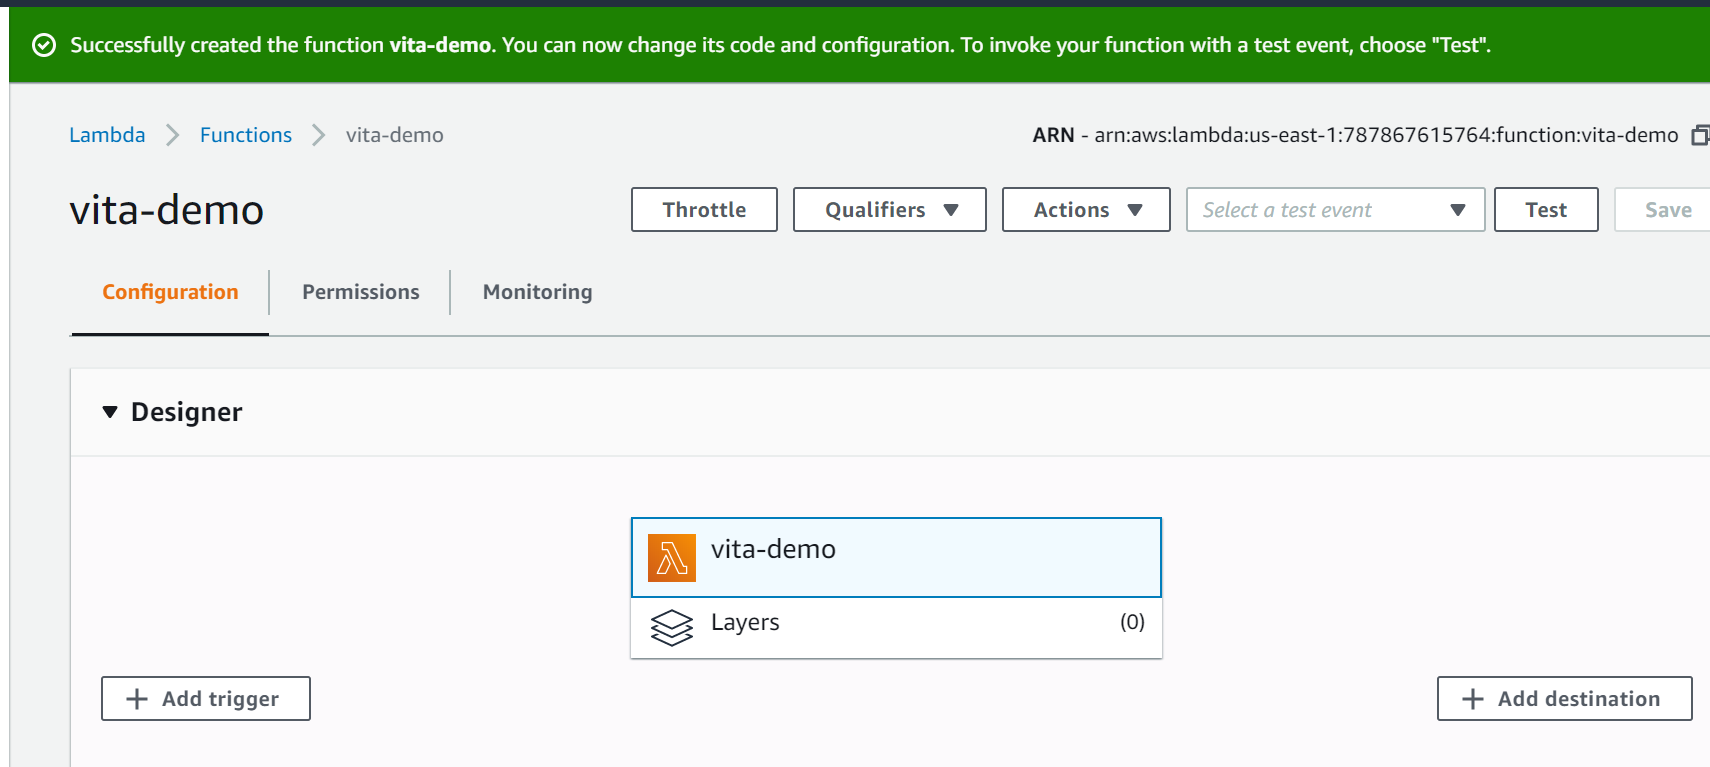 Successfully created the function vita-demo. You can now change its code and configuration. To invoke your function with a test event, choose "Test".
Lambda Functions vita-demo
ARN - arn:aws:lambda:us-east-1:787867615764:function:vita-demo
vita-demo
Throttle Qualifiers Actions Select a test event Test Save
Configuration Permissions Monitoring
Designer
vita-demo
Layers (0)
Add trigger Add destination